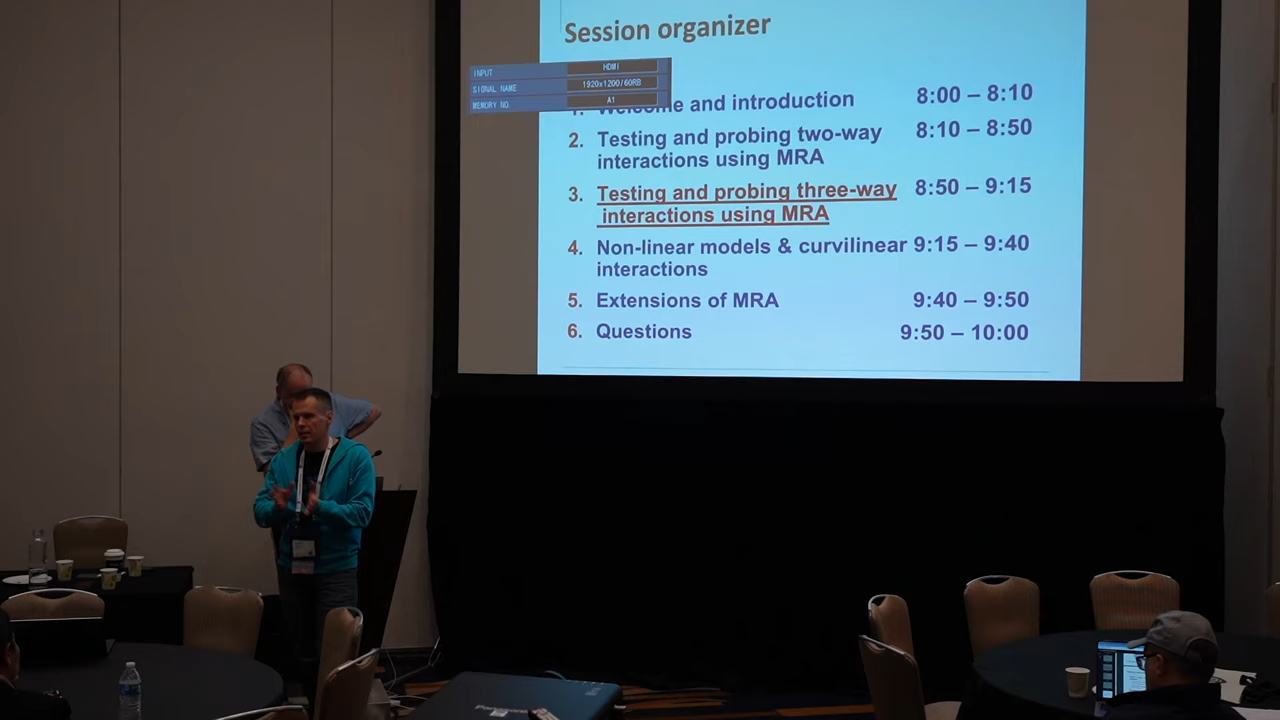 Session organizer
INPUT HDMI
SIGNAL NAME 1920x1200/60RB
MEMORY NO. A1
1. Welcome and introduction 8:00 – 8:10
2. Testing and probing two-way 8:10 – 8:50
interactions using MRA
3. Testing and probing three-way 8:50 – 9:15
interactions using MRA
4. Non-linear models & curvilinear 9:15 – 9:40
interactions
5. Extensions of MRA 9:40 – 9:50
6. Questions 9:50 – 10:00
Panasonic